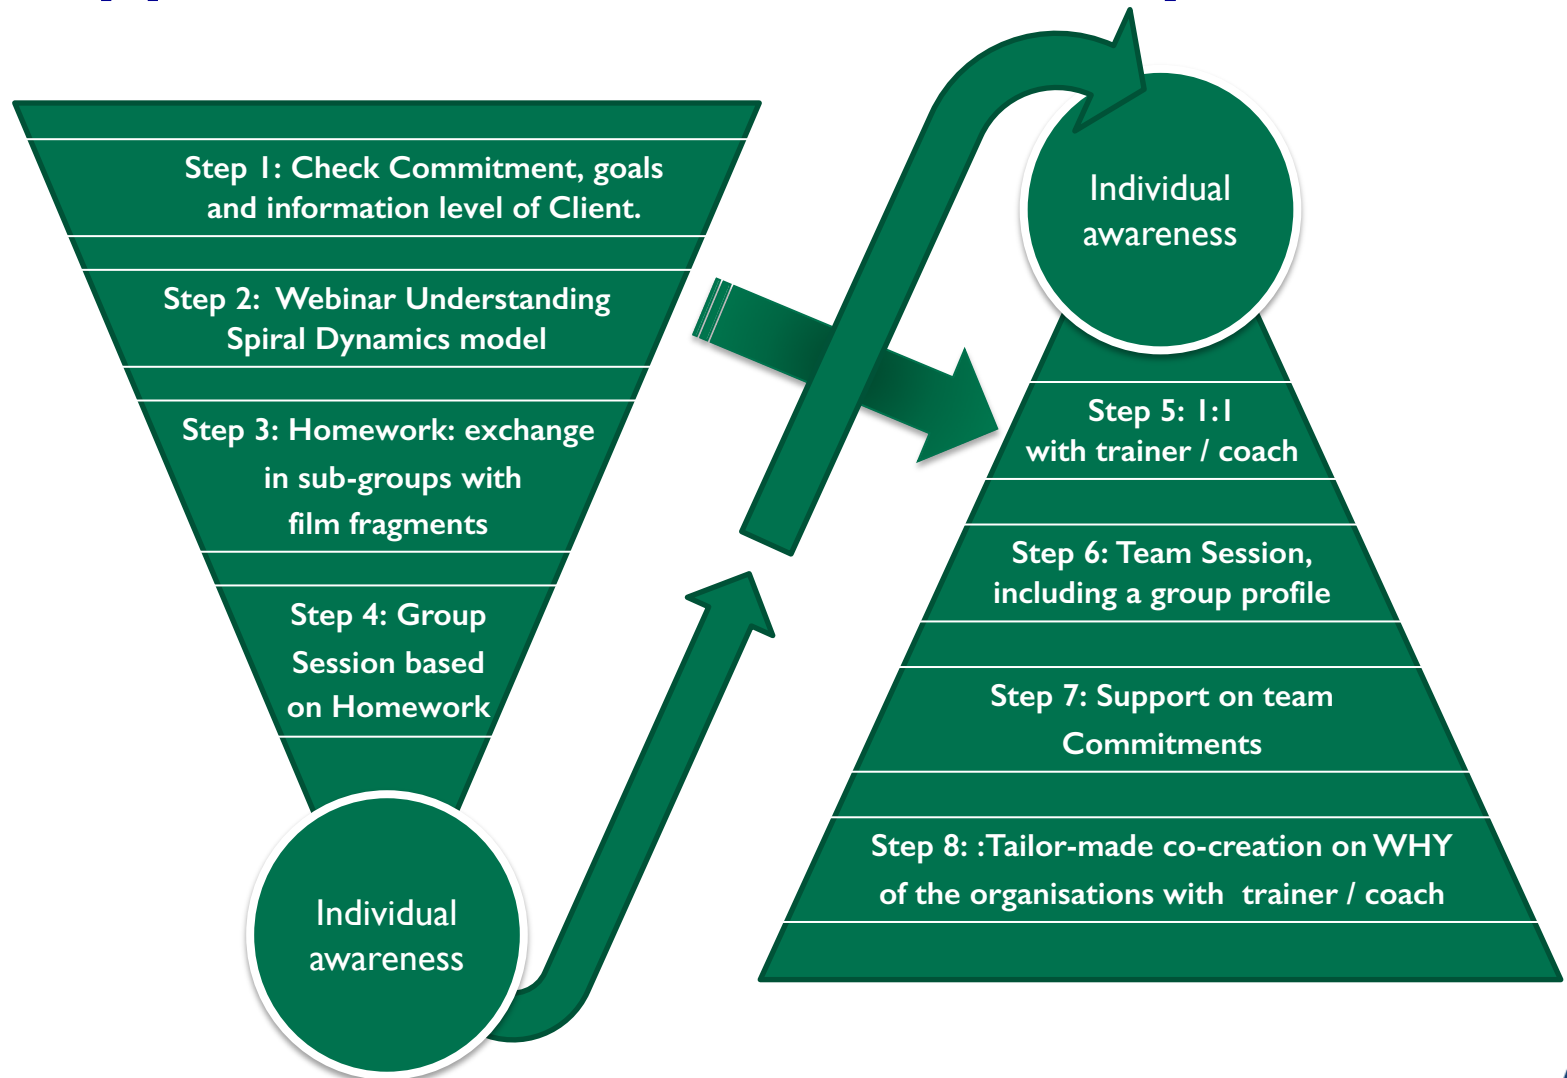 Step 1: Check Commitment, goals
and information level of Client.
Step 2:  Webinar Understanding
Spiral Dynamics model
Step 3: Homework: exchange
in sub-groups with
film fragments
Step 4: Group
Session based
on Homework
Individual
awareness
Individual
awareness
Step 5: 1:1
with trainer / coach
Step 6: Team Session,
including a group profile
Step 7: Support on team
Commitments
Step 8: :Tailor-made co-creation on WHY
of the organisations with  trainer / coach